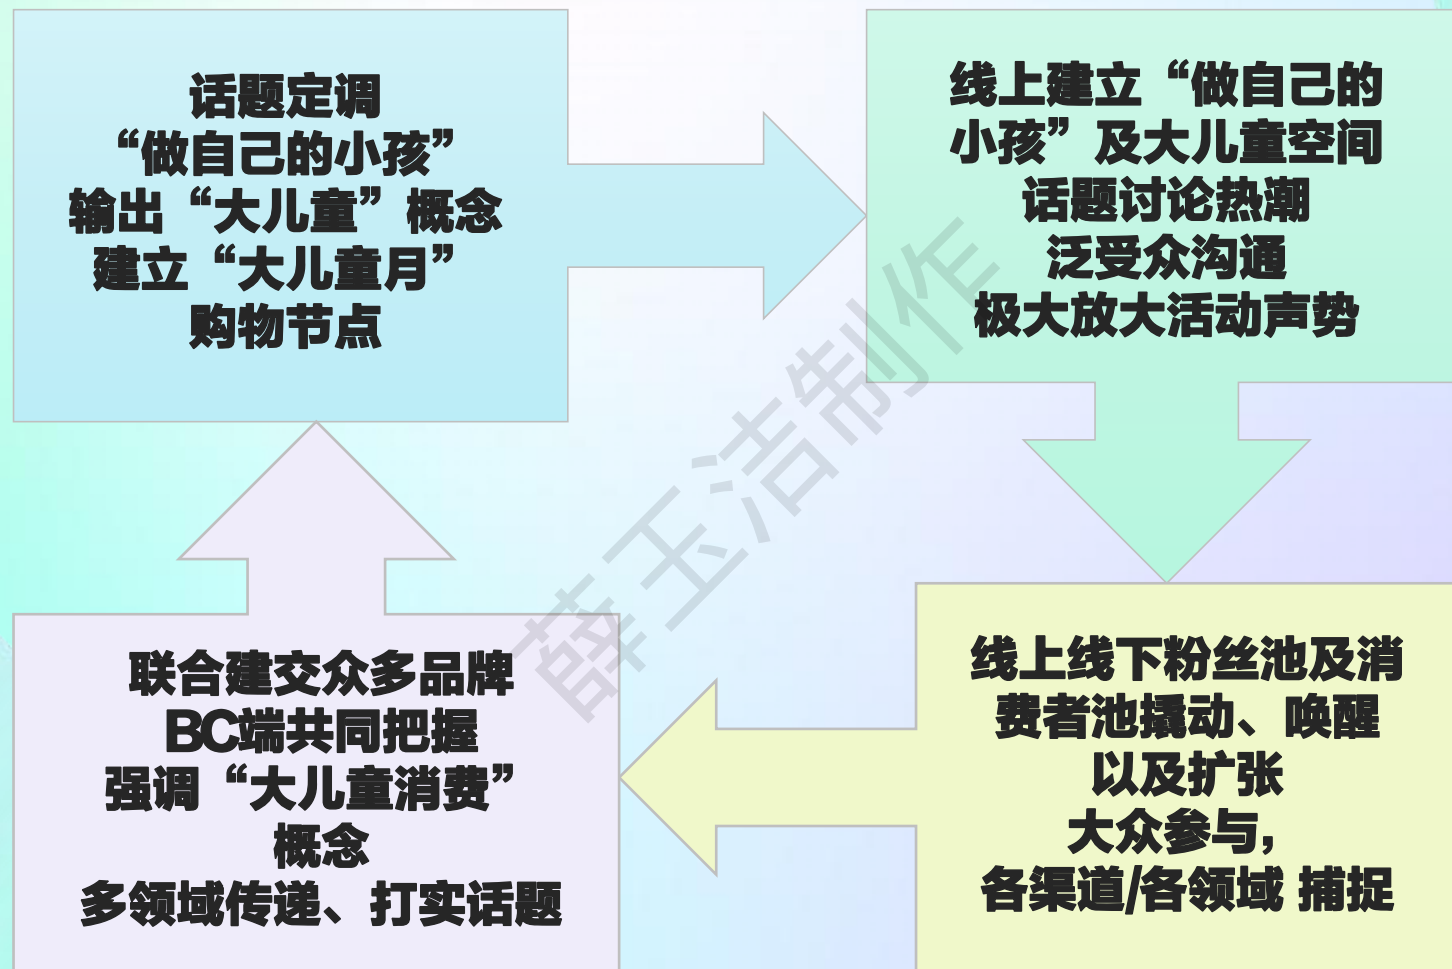 话题定调
“做自己的小孩”
输出“大儿童”概念
建立“大儿童月”
购物节点
线上建立“做自己的
小孩”及大儿童空间
话题讨论热潮
泛受众沟通
极大放大活动声势
线上线下粉丝池及消
费者池撬动、唤醒
以及扩张
大众参与，
各渠道/各领域 捕捉
联合建交众多品牌
BC端共同把握
强调“大儿童消费”
概念
多领域传递、打实话题
薛玉洁制作